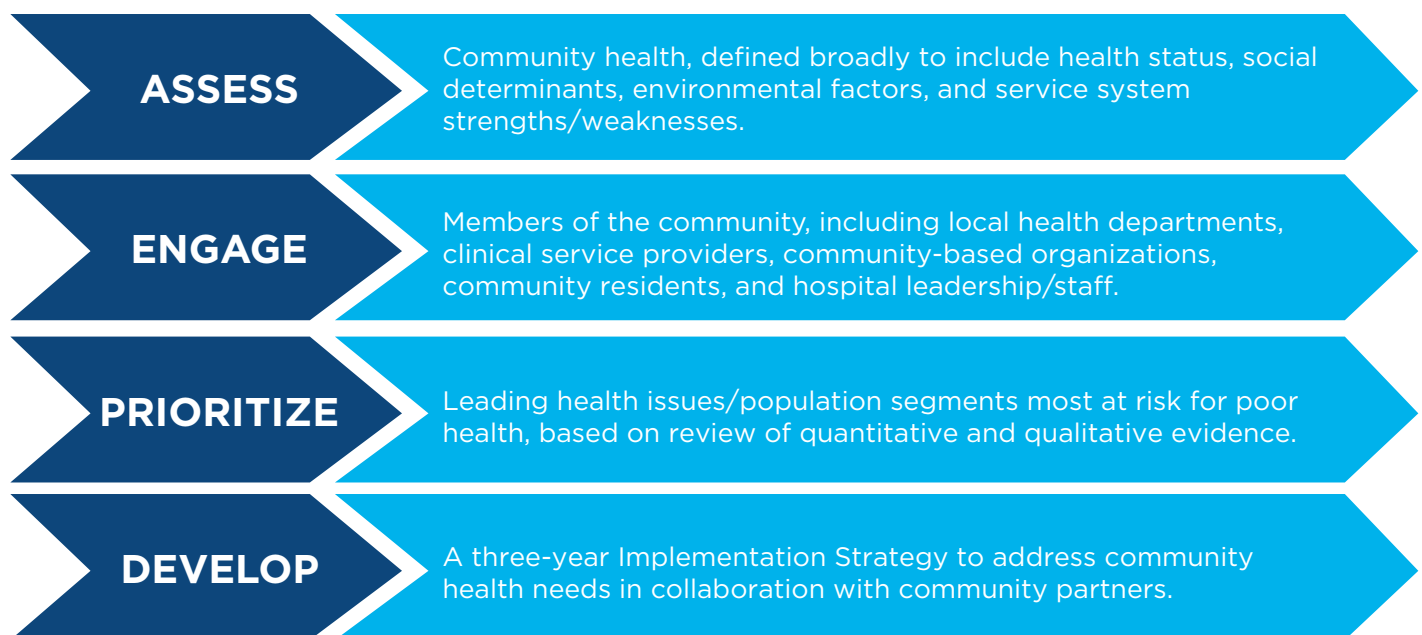 ASSESS
Community health, defined broadly to include health status, social
determinants, environmental factors, and service system
strengths/weaknesses.
ENGAGE
Members of the community, including local health departments,
clinical service providers, community-based organizations,
community residents, and hospital leadership/staff.
PRIORITIZE
Leading health issues/population segments most at risk for poor
health, based on review of quantitative and qualitative evidence.
DEVELOP
A three-year Implementation Strategy to address community
health needs in collaboration with community partners.